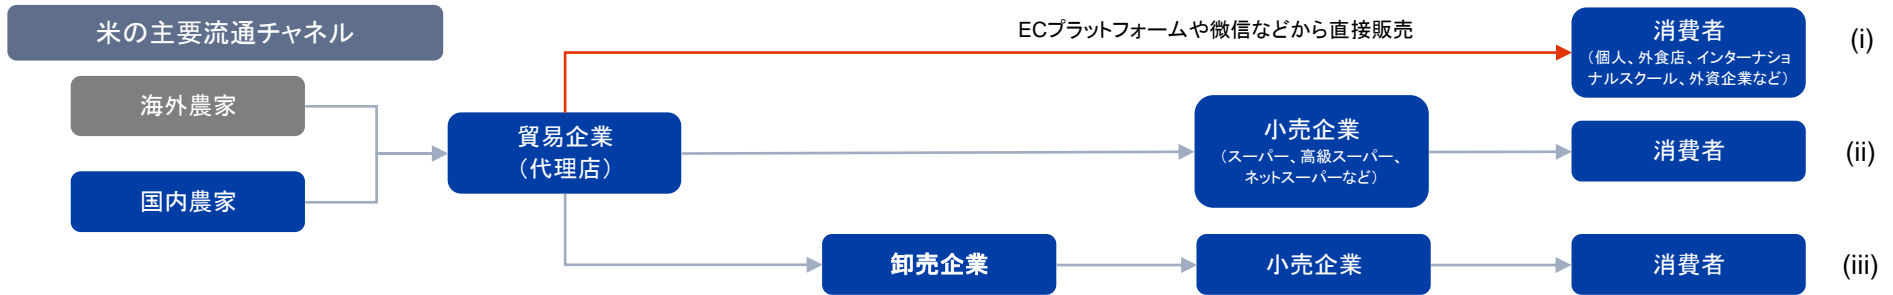 米の主要流通チャネル
ECプラットフォームや微信などから直接販売
消費者
（個人、外食店、インターナショ
ナルスクール、外資企業など）
(i)
海外農家
国内農家
貿易企業
（代理店）
小売企業
（スーパー、高級スーパー、
ネットスーパーなど）
消費者
(ii)
卸売企業
小売企業
消費者
(iii)